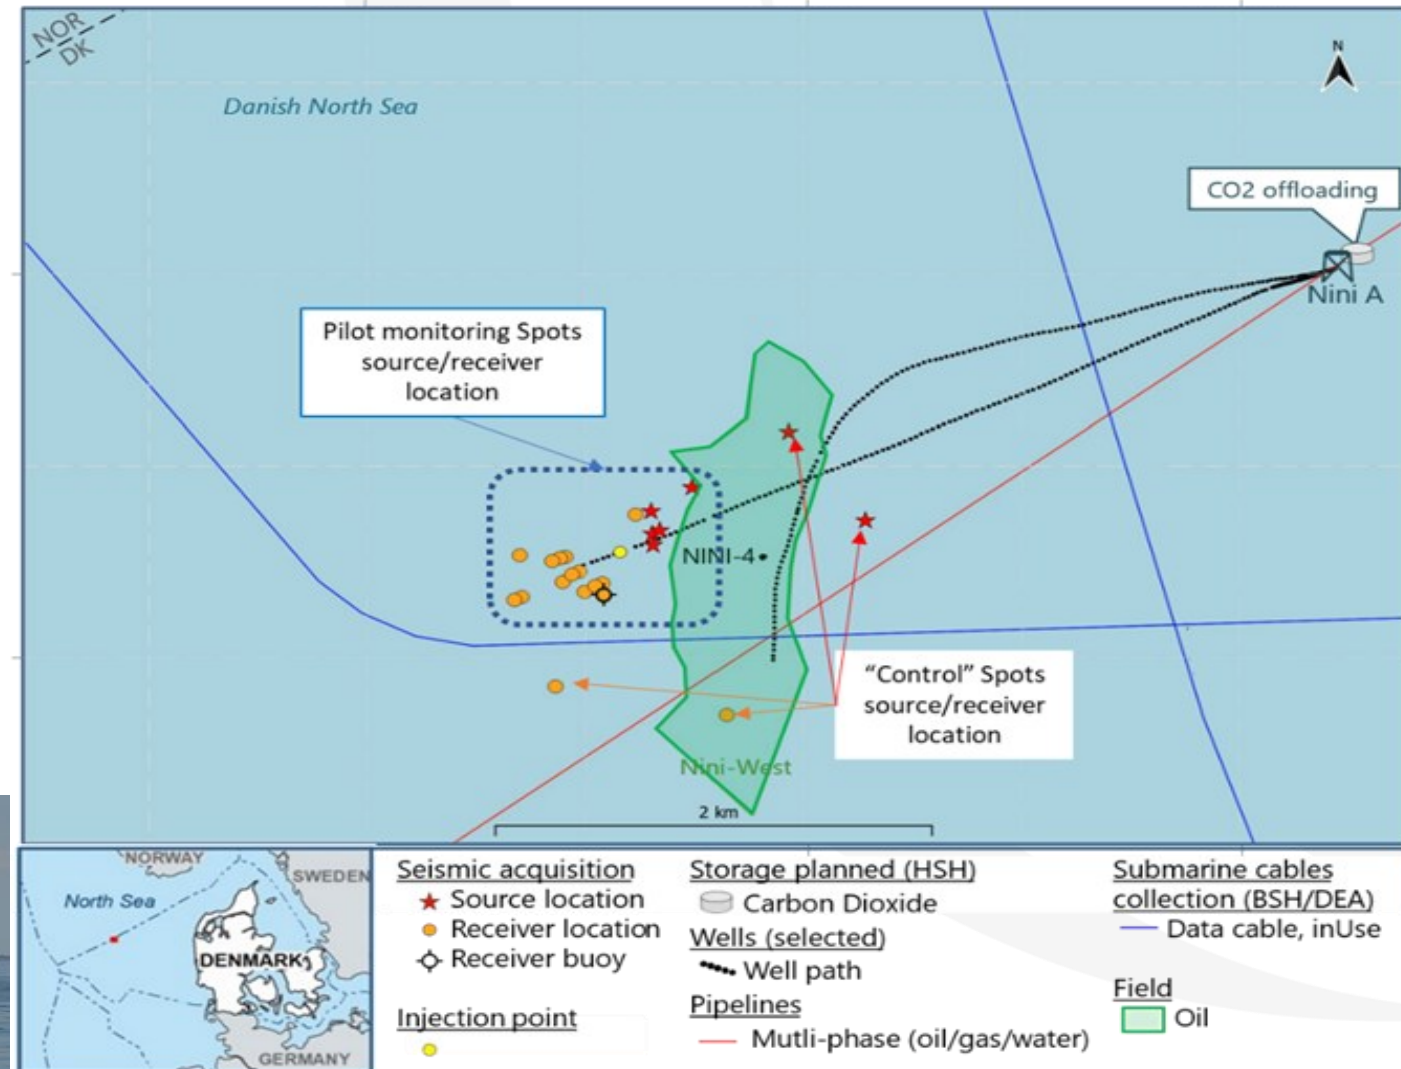 NOR
DK
Danish North Sea
N
CO2 offloading
Nini A
Pilot monitoring Spots
source/receiver
location
NINI-4
"Control" Spots
source/receiver
location
Nini-West
2 km
NORWAY
SWEDEN
North Sea
DENMARK
GERMANY
Seismic acquisition
Source location
Receiver location
Receiver buoy
Injection point
Storage planned (HSH)
Carbon Dioxide
Wells (selected)
Well path
Pipelines
Mutli-phase (oil/gas/water)
Submarine cables
collection (BSH/DEA)
Data cable, inUse
Field
Oil